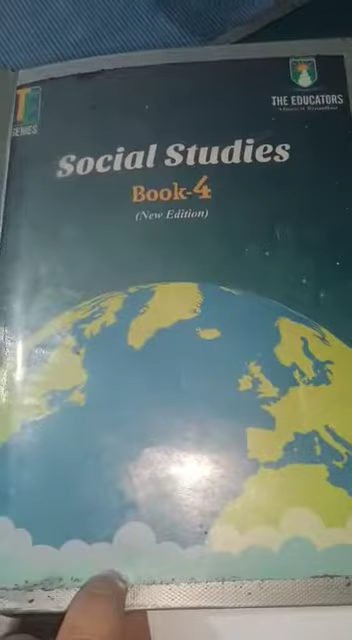 THE EDUCATORS
SERIES
Social Studies
Book-4
(New Edition)